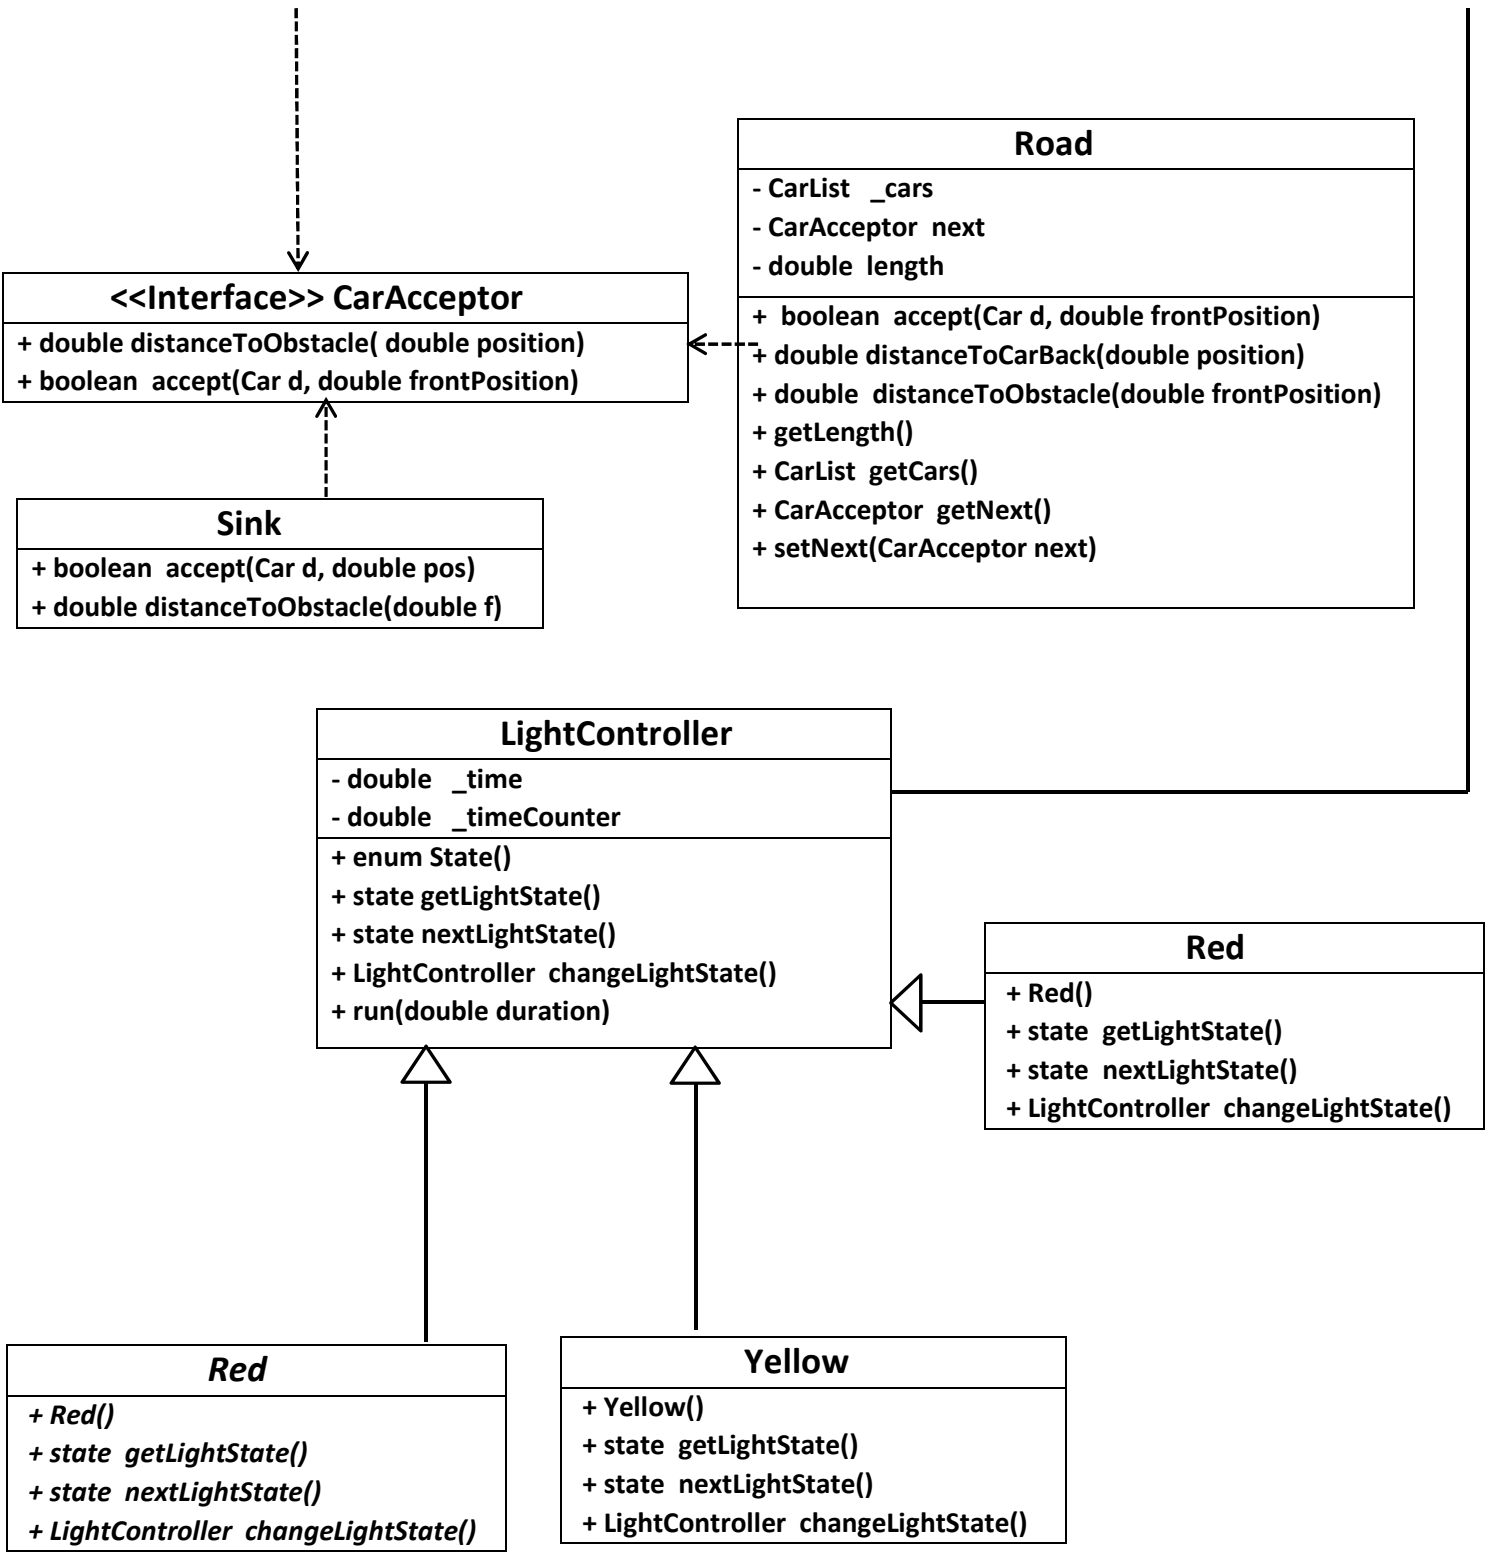 Road
- CarList _cars
- CarAcceptor next
- double length
+ boolean accept(Car d, double frontPosition)
+ double distanceToCarBack(double position)
+ double distanceToObstacle(double frontPosition)
+ getLength()
+ CarList getCars()
+ CarAcceptor getNext()
+ setNext(CarAcceptor next)
<<Interface>> CarAcceptor
+ double distanceToObstacle( double position)
+ boolean accept(Car d, double frontPosition)
Sink
+ boolean accept(Car d, double pos)
+ double distanceToObstacle(double f)
LightController
- double _time
- double _timeCounter
+ enum State()
+ state getLightState()
+ state nextLightState()
+ LightController changeLightState()
+ run(double duration)
Red
+ Red()
+ state getLightState()
+ state nextLightState()
+ LightController changeLightState()
Red
+ Red()
+ state getLightState()
+ state nextLightState()
+ LightController changeLightState()
Yellow
+ Yellow()
+ state getLightState()
+ state nextLightState()
+ LightController changeLightState()